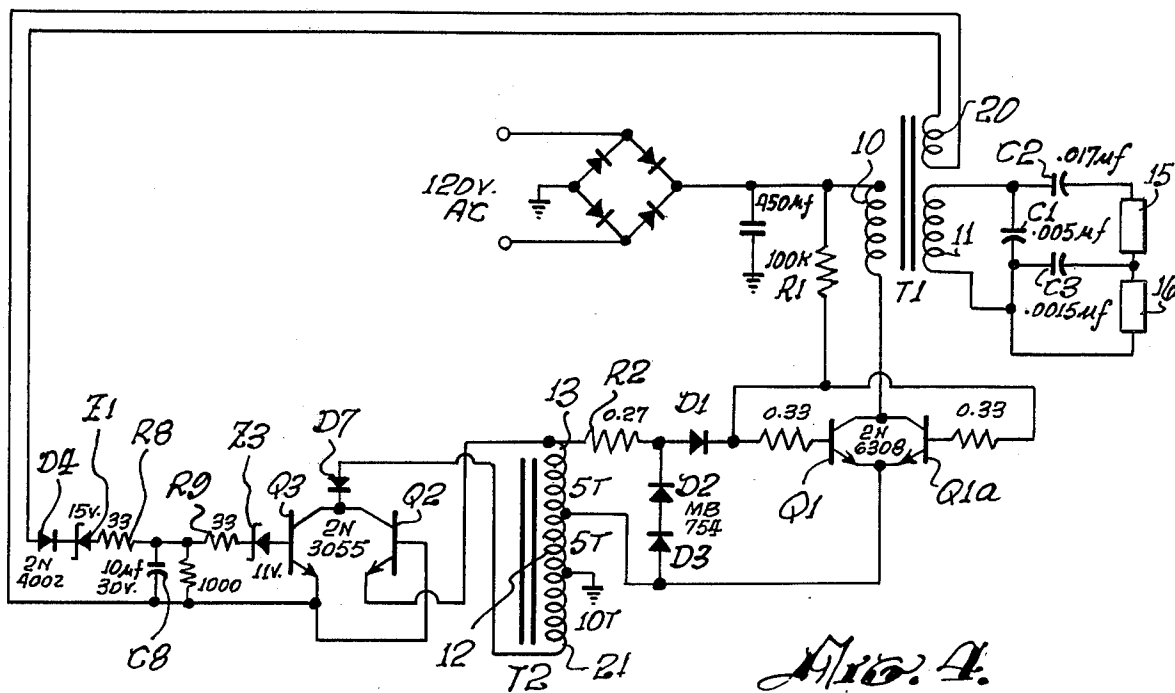 20
10
C2 .017µf
15
120V.
AC
450µf
C1
.005µf
11
100K
R1
T1
C3
.0015µf
16
Z1
R8
Z3
D7
13
R2
0.27
D1
0.33
2N
6308
0.33
D4
R9
Q3
Q2
5T
D2
MB
754
Q1
Q1a
15V.
33
33
2N
3055
5T
D3
2N
4002
10µf
30V.
1000
11V.
10T
C8
12
T2
21
Fig. 4.